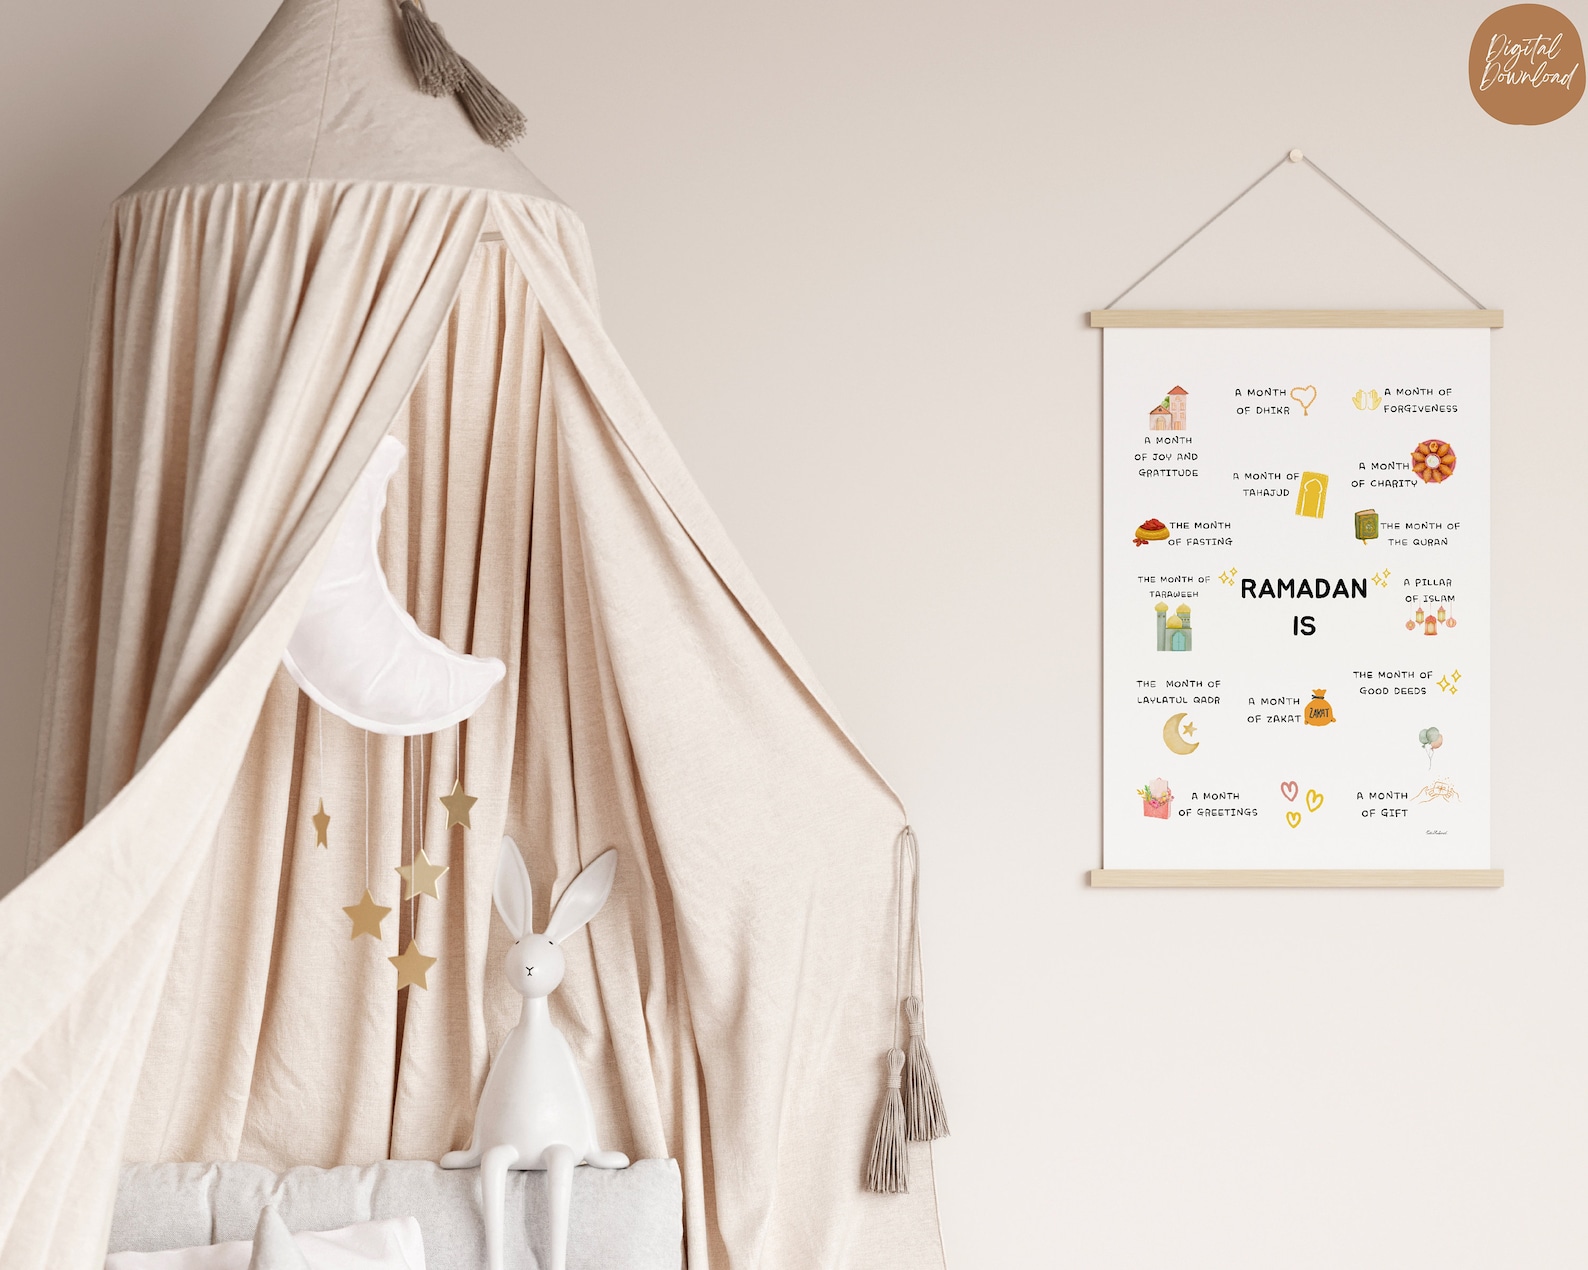 Digital
Download
A MONTH
OF JOY AND
GRATITUDE
A MONTH
OF DHIKR
A MONTH OF
FORGIVENESS
A MONTH OF
TAHAJUD
A MONTH
OF CHARITY
THE MONTH
OF FASTING
THE MONTH OF
THE QURAN
THE MONTH OF
TARAWEEH
RAMADAN
IS
A PILLAR
OF ISLAM
THE MONTH OF
LAYLATUL QADR
A MONTH
OF ZAKAT
ZAKAT
THE MONTH OF
GOOD DEEDS
A MONTH
OF GREETINGS
A MONTH
OF GIFT